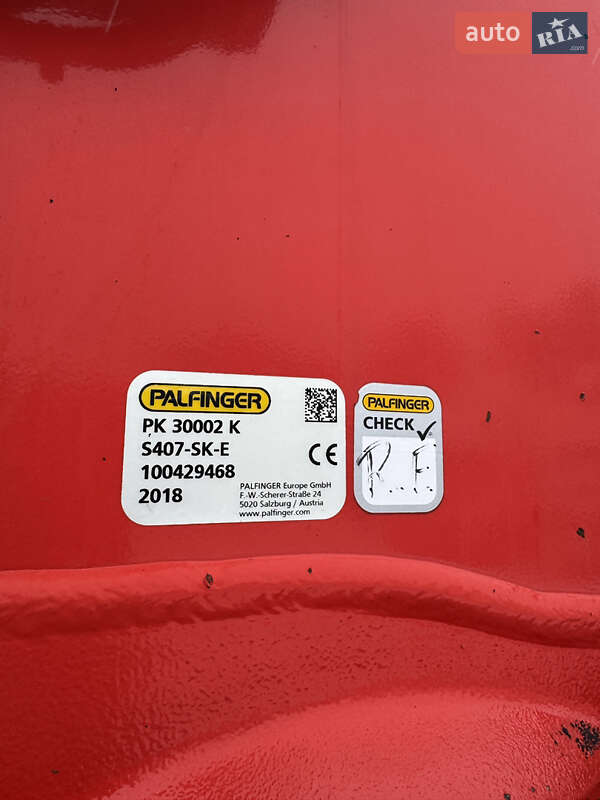 auto RIA
.com
PALFINGER
PK 30002 K
S407-SK-E
100429468
2018
CE
PALFINGER Europe GmbH
F.-W.-Scherer-Straße 24
5020 Salzburg / Austria
www.palfinger.com
PALFINGER
CHECK
R.F